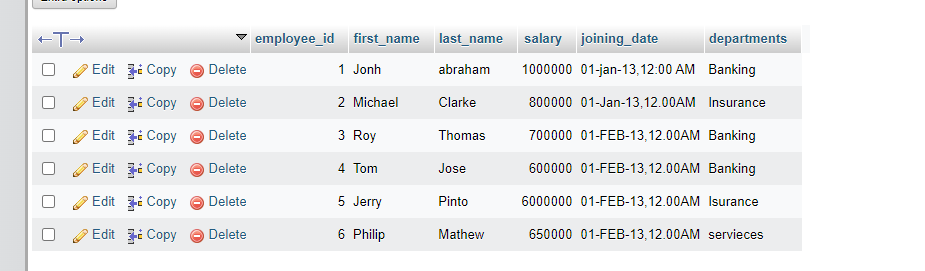 Extra options
employee_id first_name last_name salary joining_date departments
Edit Copy Delete 1 Jonh abraham 1000000 01-jan-13,12:00 AM Banking
Edit Copy Delete 2 Michael Clarke 800000 01-Jan-13,12.00AM Insurance
Edit Copy Delete 3 Roy Thomas 700000 01-FEB-13,12.00AM Banking
Edit Copy Delete 4 Tom Jose 600000 01-FEB-13,12.00AM Banking
Edit Copy Delete 5 Jerry Pinto 6000000 01-FEB-13,12.00AM Isurance
Edit Copy Delete 6 Philip Mathew 650000 01-FEB-13,12.00AM servieces